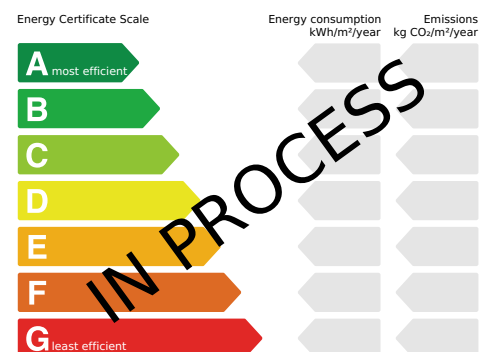 Energy Certificate Scale
Energy consumption
kWh/m²/year
Emissions
kg CO₂/m²/year
A most efficient
B
C
D
E
F
G least efficient
IN PROCESS